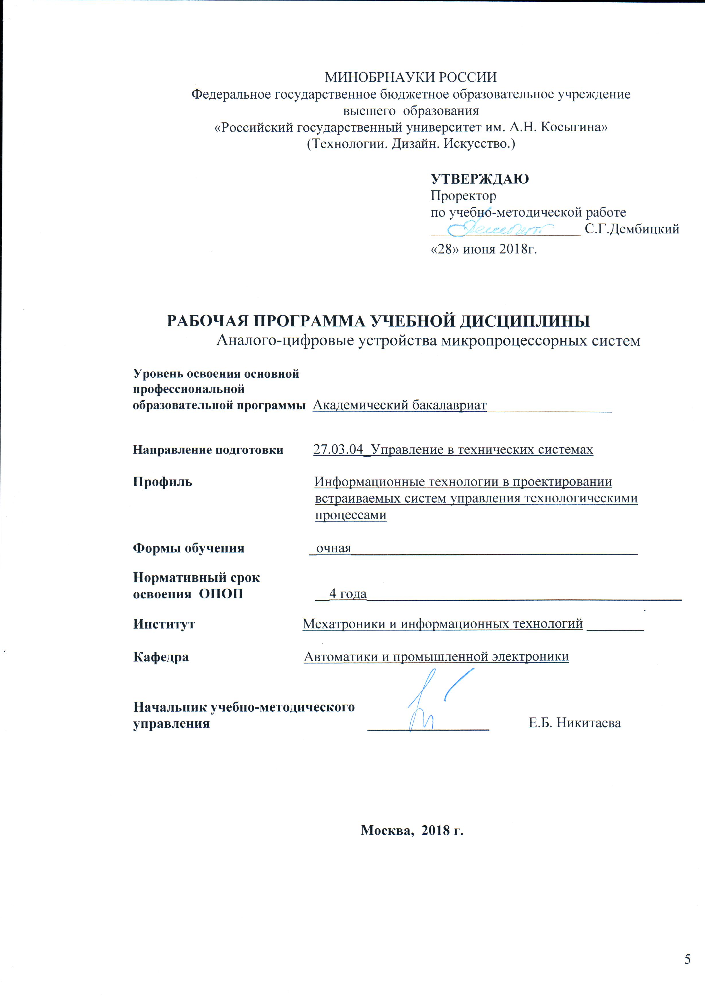 МИНОБРНАУКИ РОССИИ
Федеральное государственное бюджетное образовательное учреждение
высшего образования
«Российский государственный университет им. А.Н. Косыгина»
(Технологии. Дизайн. Искусство.)
УТВЕРЖДАЮ
Проректор
по учебно-методической работе
____________________ С.Г.Дембицкий
«28» июня 2018г.
РАБОЧАЯ ПРОГРАММА УЧЕБНОЙ ДИСЦИПЛИНЫ
Аналого-цифровые устройства микропроцессорных систем
Уровень освоения основной
профессиональной
образовательной программы Академический бакалавриат
Направление подготовки 27.03.04_Управление в технических системах
Профиль Информационные технологии в проектировании
встраиваемых систем управления технологическими
процессами
Формы обучения _очная
Нормативный срок
освоения ОПОП __4 года
Институт Мехатроники и информационных технологий
Кафедра Автоматики и промышленной электроники
Начальник учебно-методического
управления _________________ Е.Б. Никитаева
Москва, 2018 г.
5